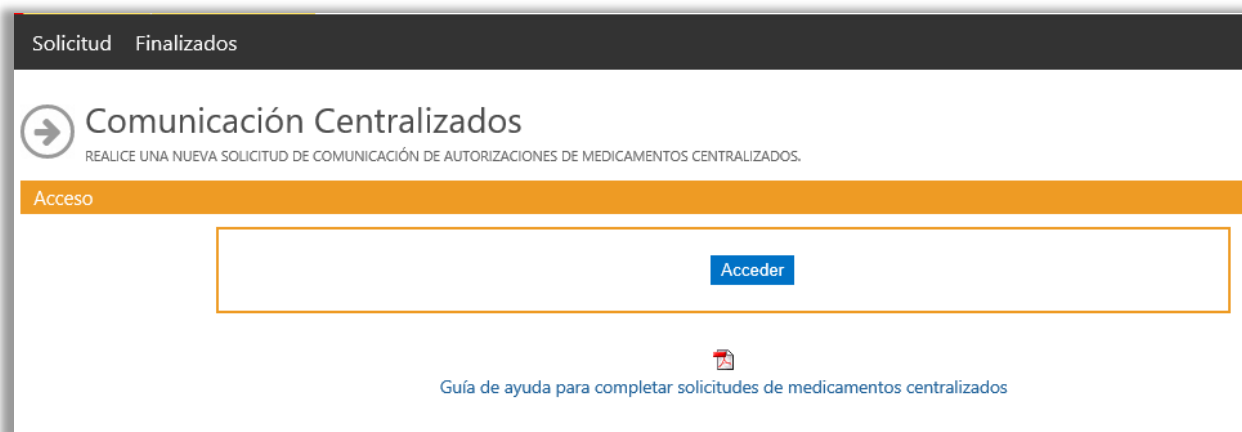 Solicitud Finalizados
Comunicación Centralizados
REALICE UNA NUEVA SOLICITUD DE COMUNICACIÓN DE AUTORIZACIONES DE MEDICAMENTOS CENTRALIZADOS.
Acceso
Acceder
Guía de ayuda para completar solicitudes de medicamentos centralizados